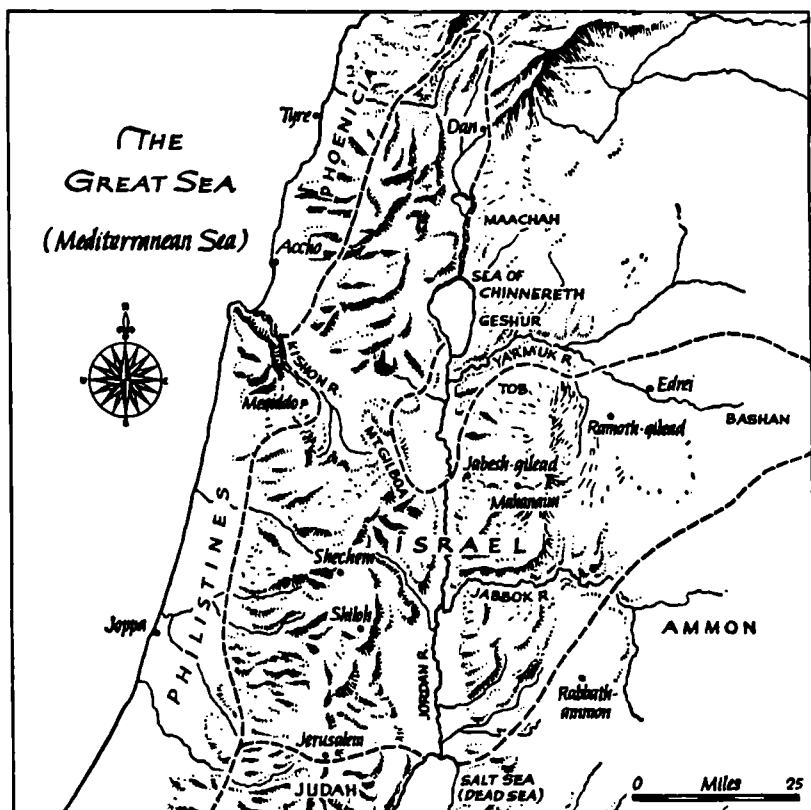 THE
GREAT SEA
(Mediterranean Sea)
PHOENICIA
Tyre
Dan
MAACHAH
Accho
SEA OF
CHINNERETH
GESHUR
KISHON R.
YARMUK R.
Megiddo
TOB
Edrei
BASHAN
Ramoth-gilead
MT. GILBOA
Jabesh-gilead
Mahanaim
PHILISTINES
ISRAEL
Shechem
JABBOK R.
Joppa
Shiloh
AMMON
JORDAN R.
Rabbath-
ammon
Jerusalem
JUDAH
SALT SEA
(DEAD SEA)
0 Miles 25